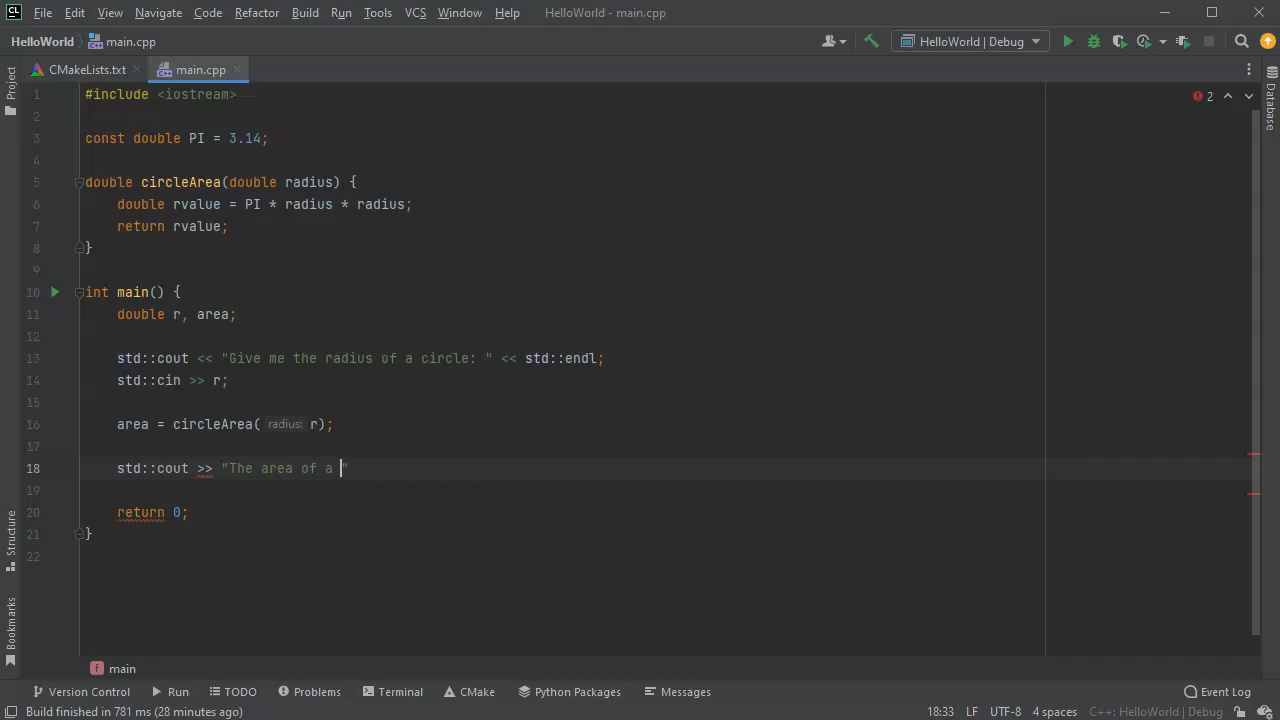 CL File Edit View Navigate Code Refactor Build Run Tools VCS Window Help HelloWorld - main.cpp
HelloWorld main.cpp HelloWorld | Debug
CMakeLists.txt main.cpp
Project
Database
2
1 #include <iostream>
2
3 const double PI = 3.14;
4
5 double circleArea(double radius) {
6 double rvalue = PI * radius * radius;
7 return rvalue;
8 }
9
10 int main() {
11 double r, area;
12
13 std::cout << "Give me the radius of a circle: " << std::endl;
14 std::cin >> r;
15
16 area = circleArea( radius: r);
17
18 std::cout >> "The area of a "
19
20 return 0;
21 }
22
Structure
Bookmarks
f main
Version Control Run TODO Problems Terminal CMake Python Packages Messages Event Log
Build finished in 781 ms (28 minutes ago) 18:33 LF UTF-8 4 spaces C++: HelloWorld | Debug